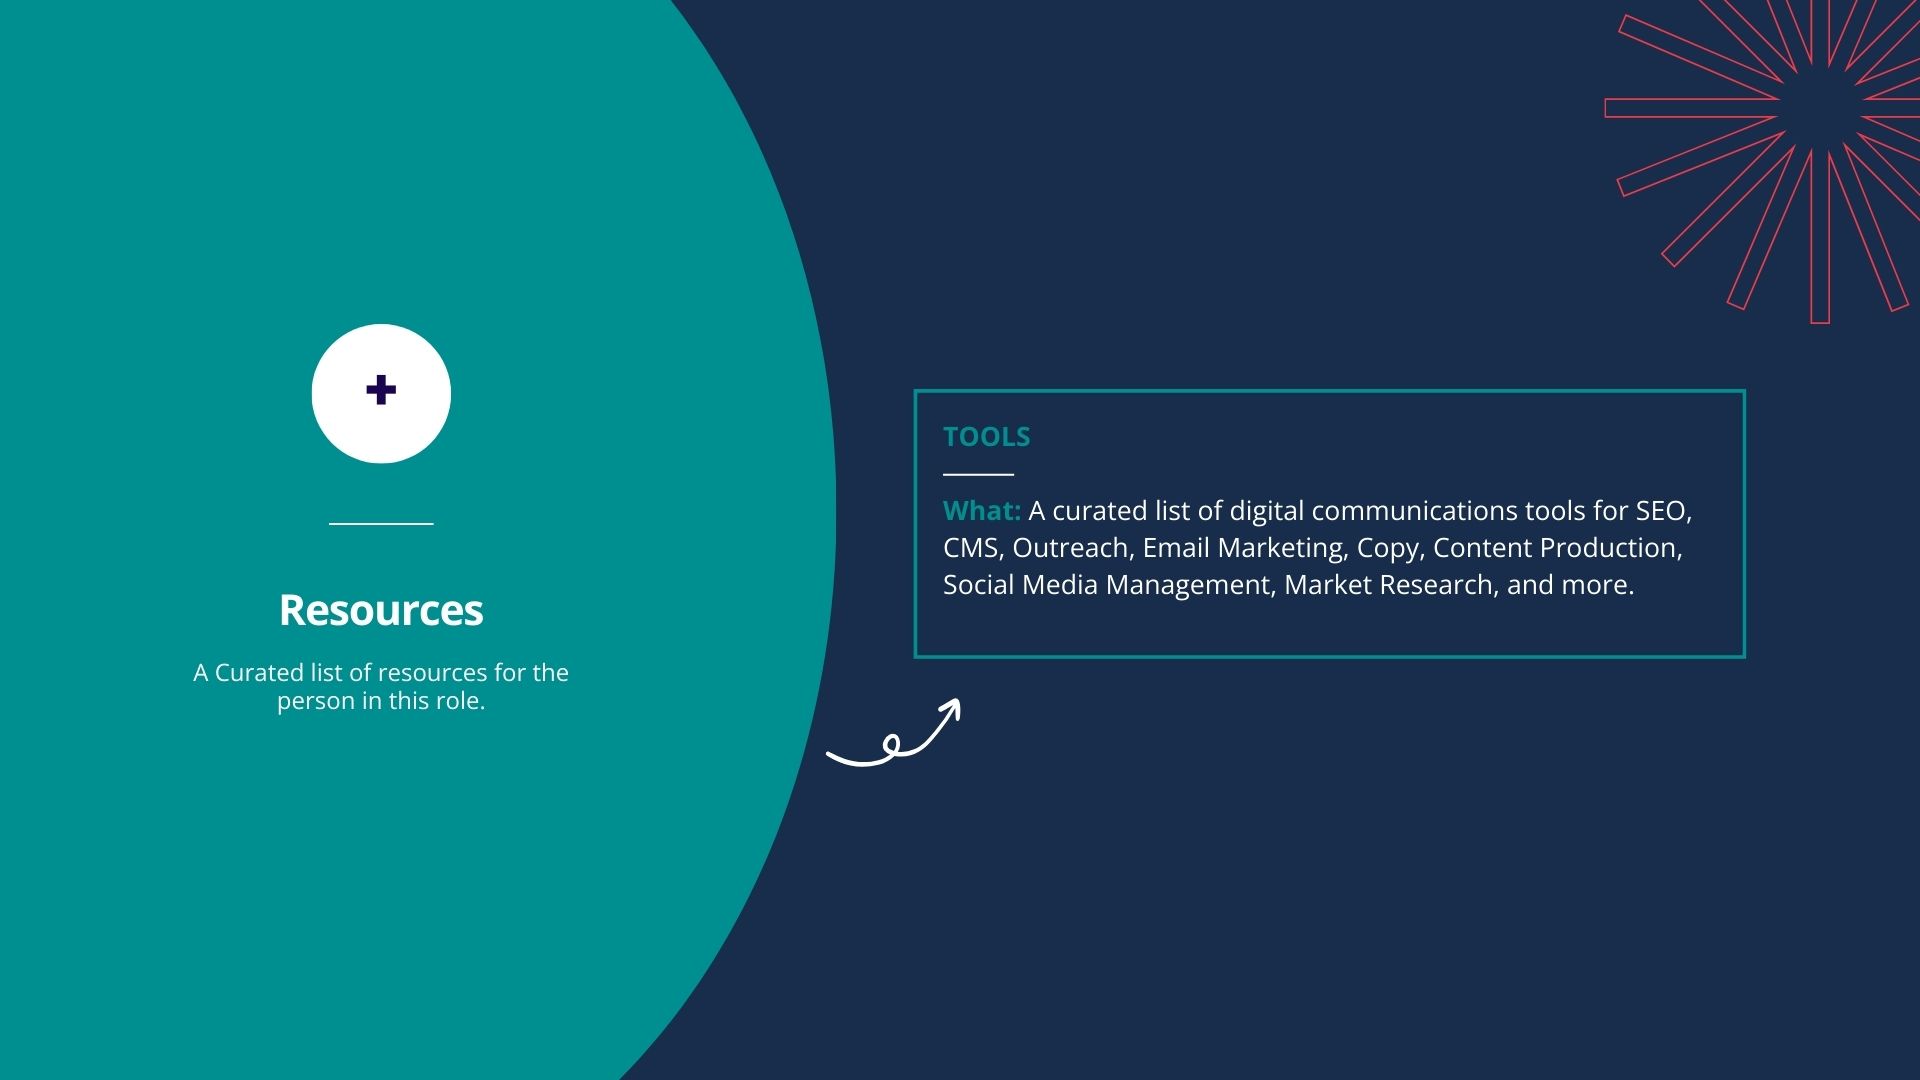 Resources
A Curated list of resources for the
person in this role.
TOOLS
What: A curated list of digital communications tools for SEO,
CMS, Outreach, Email Marketing, Copy, Content Production,
Social Media Management, Market Research, and more.